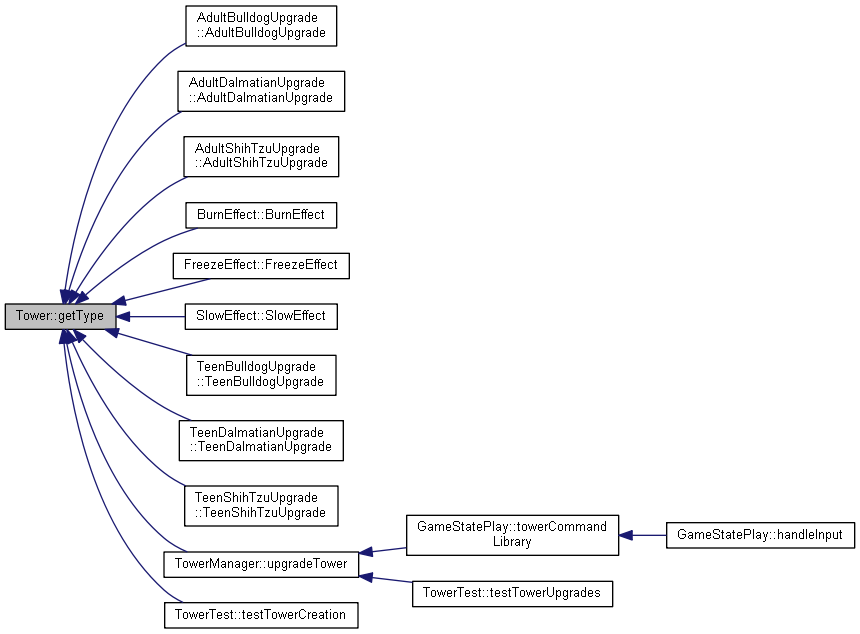 AdultBulldogUpgrade
::AdultBulldogUpgrade
AdultDalmatianUpgrade
::AdultDalmatianUpgrade
AdultShihTzuUpgrade
::AdultShihTzuUpgrade
BurnEffect::BurnEffect
FreezeEffect::FreezeEffect
Tower::getType
SlowEffect::SlowEffect
TeenBulldogUpgrade
::TeenBulldogUpgrade
TeenDalmatianUpgrade
::TeenDalmatianUpgrade
TeenShihTzuUpgrade
::TeenShihTzuUpgrade
TowerManager::upgradeTower
GameStatePlay::towerCommand
Library
GameStatePlay::handleInput
TowerTest::testTowerUpgrades
TowerTest::testTowerCreation